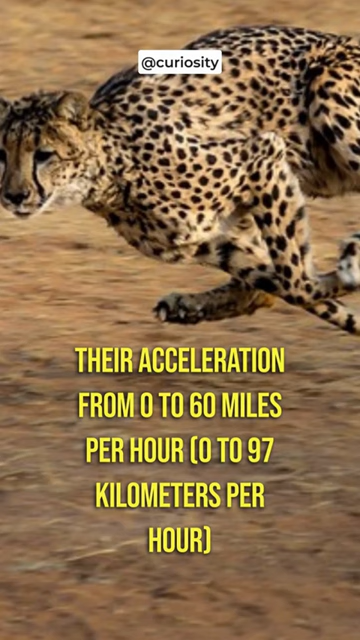 @curiosity
THEIR ACCELERATION
FROM 0 TO 60 MILES
PER HOUR (0 TO 97
KILOMETERS PER
HOUR)